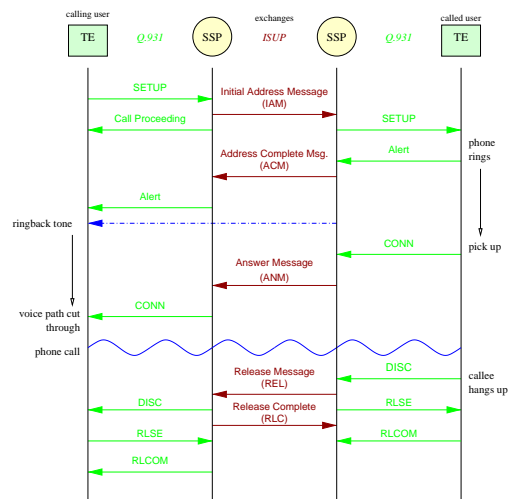 calling user
exchanges
called user
TE
Q.931
SSP
ISUP
SSP
Q.931
TE
SETUP
Initial Address Message
(IAM)
Call Proceeding
SETUP
phone
rings
Address Complete Msg.
(ACM)
Alert
Alert
ringback tone
CONN
pick up
Answer Message
(ANM)
CONN
voice path cut
through
phone call
Release Message
(REL)
DISC
callee
hangs up
DISC
Release Complete
(RLC)
RLSE
RLSE
RLCOM
RLCOM